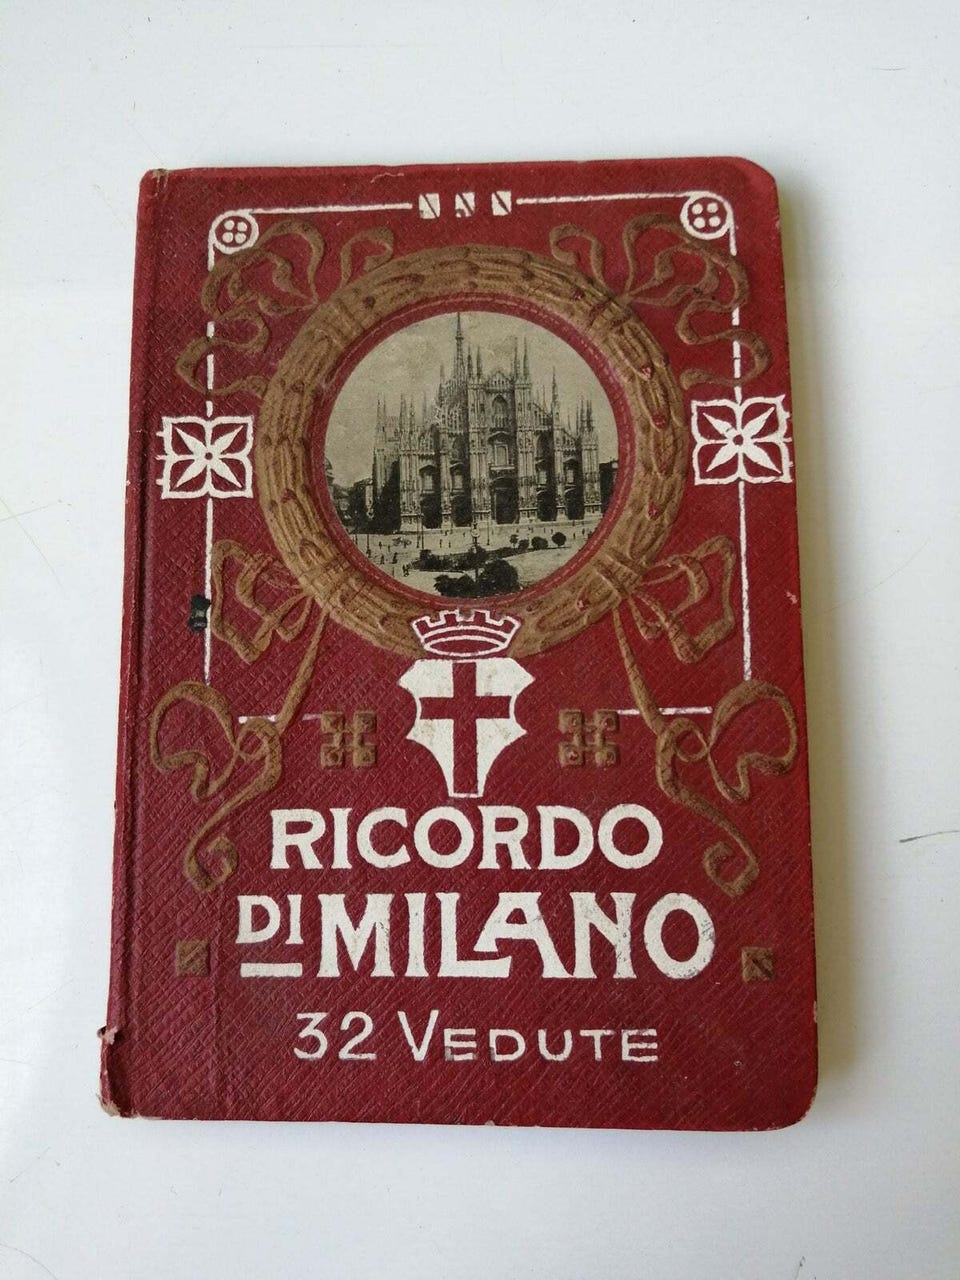 RICORDO
DI MILANO
32 VEDUTE